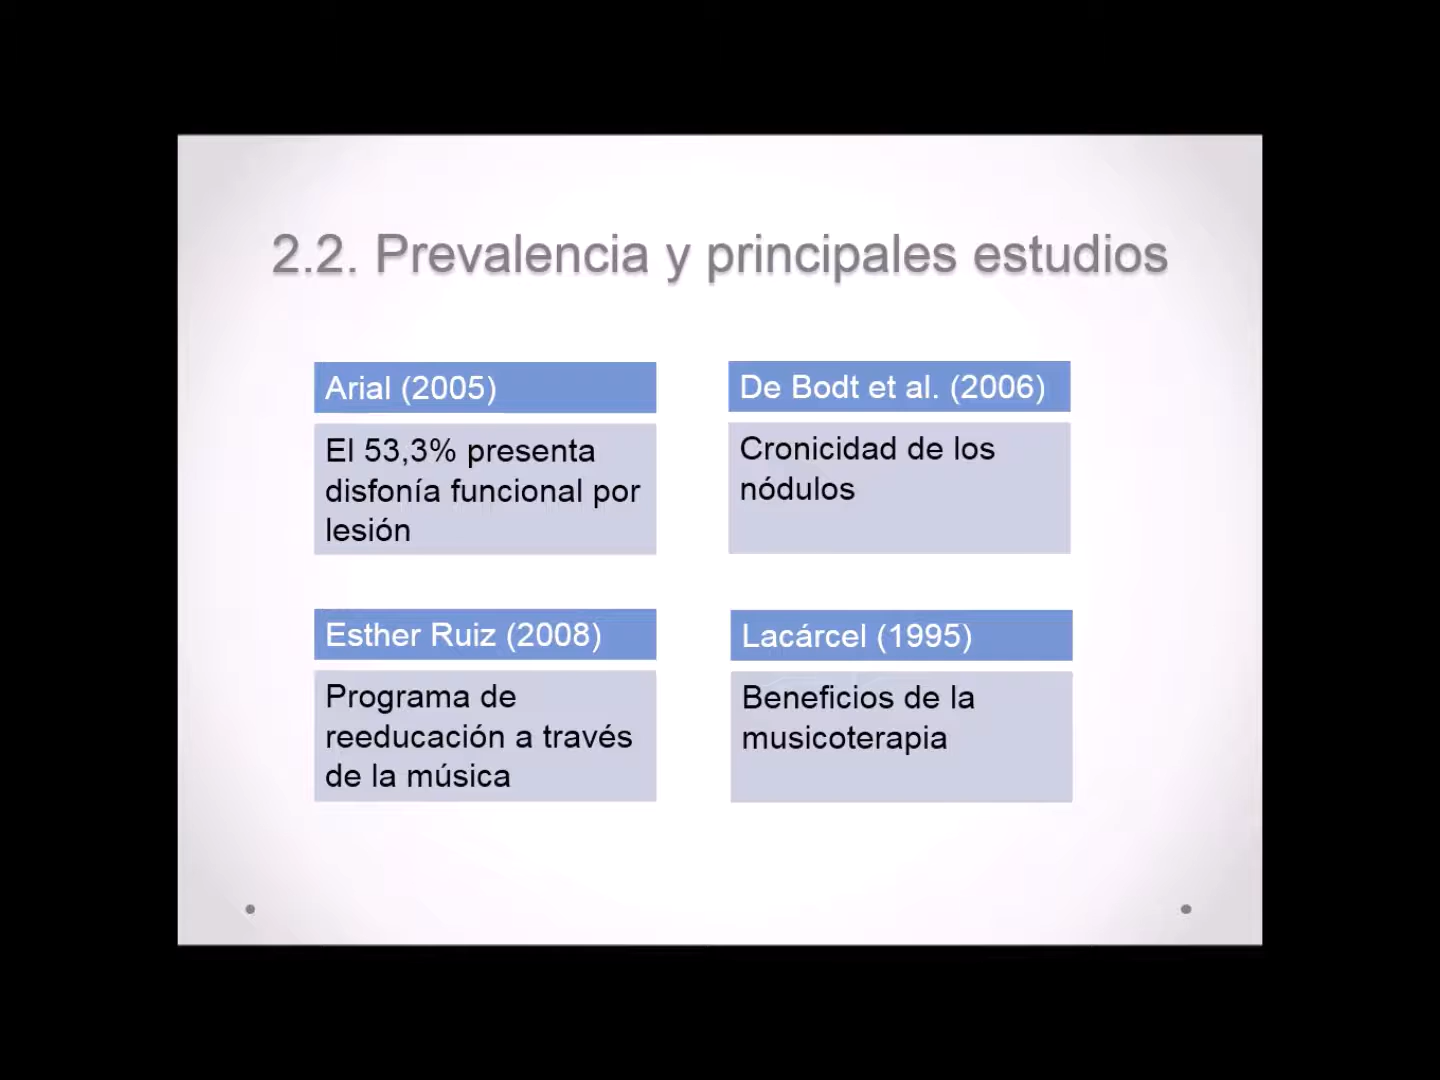 2.2. Prevalencia y principales estudios
Arial (2005)
El 53,3% presenta
disfonía funcional por
lesión
De Bodt et al. (2006)
Cronicidad de los
nódulos
Esther Ruiz (2008)
Programa de
reeducación a través
de la música
Lacárcel (1995)
Beneficios de la
musicoterapia